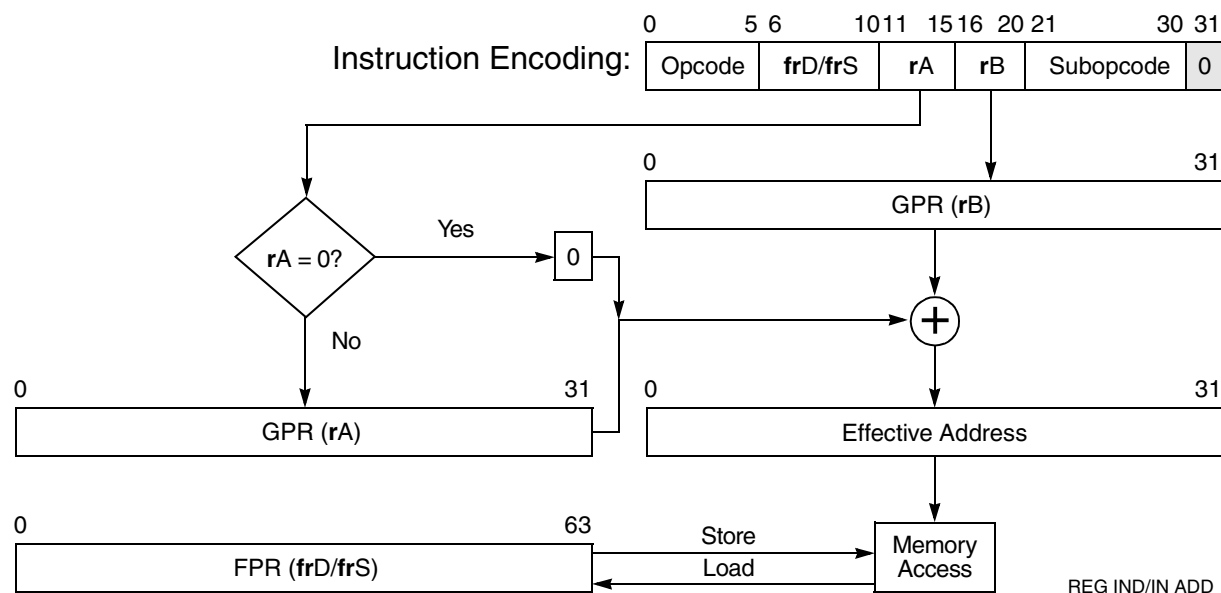 0 5 6 10 11 15 16 20 21 30 31
Instruction Encoding: Opcode frD/frS rA rB Subopcode 0
0 31
GPR (rB)
Yes
rA = 0? 0
+
No
0 31
GPR (rA)
0 31
Effective Address
0 63
FPR (frD/frS)
Store
Load
Memory
Access
REG IND/IN ADD